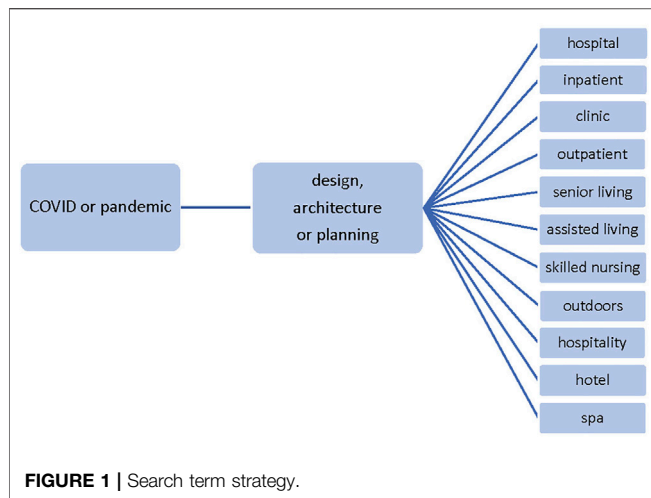 COVID or pandemic
design,
architecture
or planning
hospital
inpatient
clinic
outpatient
senior living
assisted living
skilled nursing
outdoors
hospitality
hotel
spa
FIGURE 1 | Search term strategy.